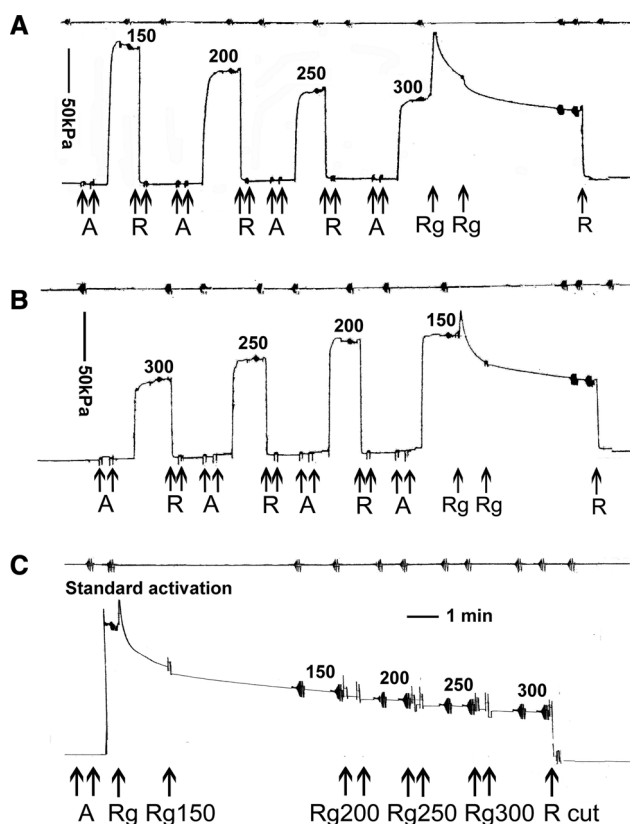 A
150
200
250
300
50kPa
A R A R A R A Rg Rg R
B
300
250
200
150
50kPa
A R A R A R A Rg Rg R
C
Standard activation
1 min
150
200
250
300
A Rg Rg150 Rg200 Rg250 Rg300 R cut